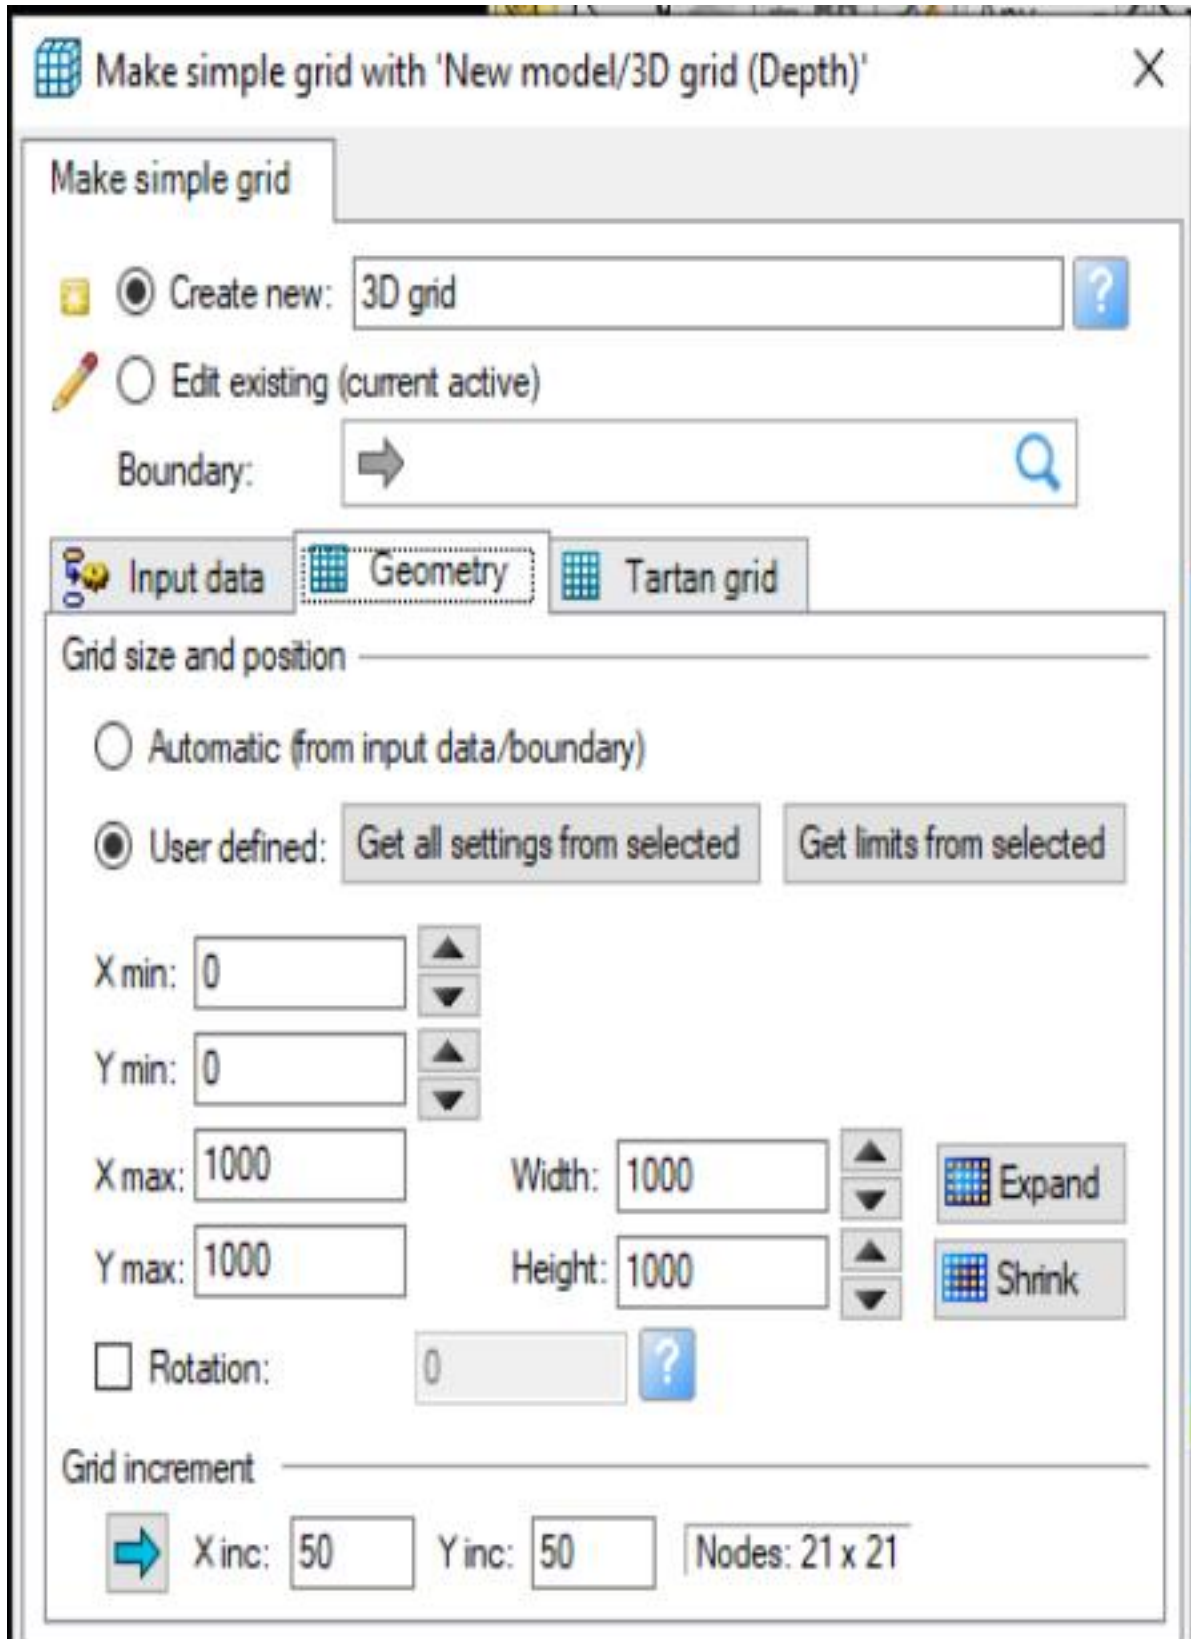 Make simple grid with 'New model/3D grid (Depth)'
Make simple grid
Create new: 3D grid ?
Edit existing (current active)
Boundary:
Input data Geometry Tartan grid
Grid size and position
Automatic (from input data/boundary)
User defined: Get all settings from selected Get limits from selected
X min: 0
Y min: 0
X max: 1000 Width: 1000 Expand
Y max: 1000 Height: 1000 Shrink
Rotation: 0 ?
Grid increment
X inc: 50 Y inc: 50 Nodes: 21 x 21